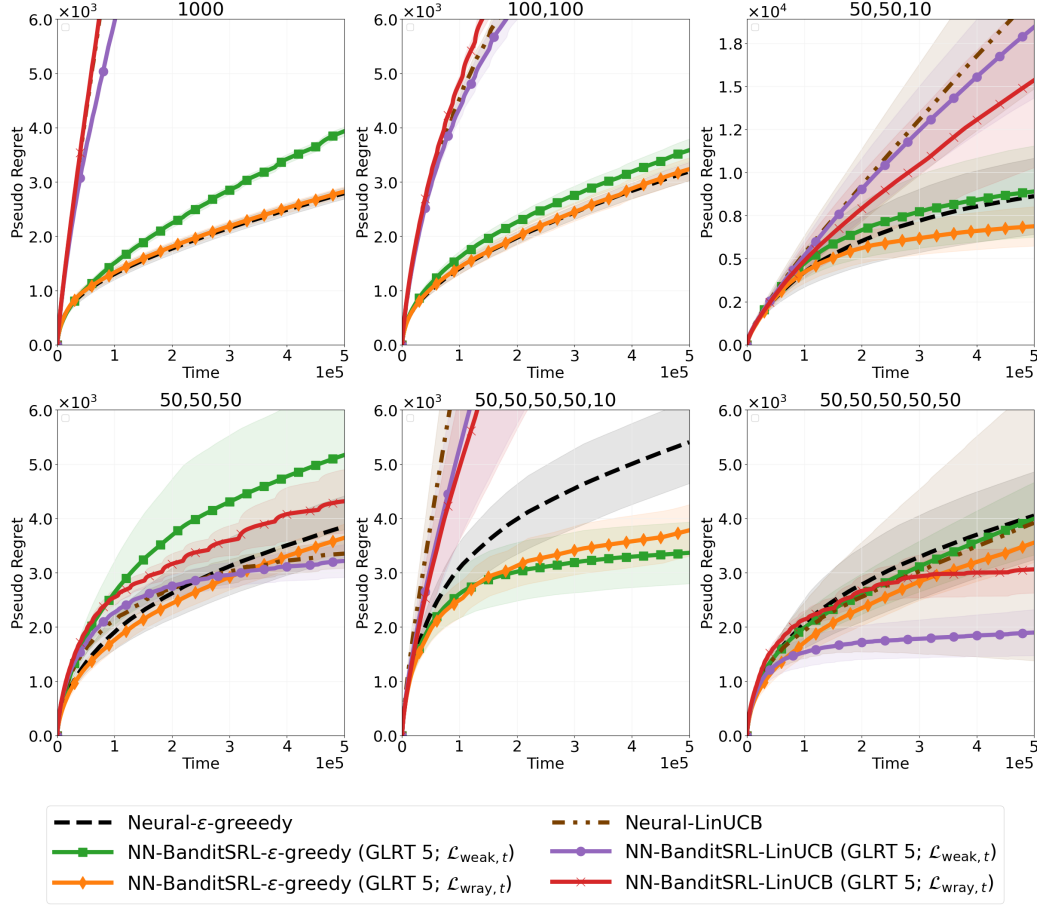 1000
×10³
6.0
5.0
4.0
3.0
2.0
1.0
0.0
Pseudo Regret
0 1 2 3 4 5
Time
1e5
100,100
×10³
6.0
5.0
4.0
3.0
2.0
1.0
0.0
Pseudo Regret
0 1 2 3 4 5
Time
1e5
50,50,10
×10⁴
1.8
1.5
1.2
1.0
0.8
0.5
0.2
0.0
Pseudo Regret
0 1 2 3 4 5
Time
1e5
50,50,50
×10³
6.0
5.0
4.0
3.0
2.0
1.0
0.0
Pseudo Regret
0 1 2 3 4 5
Time
1e5
50,50,50,50,10
×10³
6.0
5.0
4.0
3.0
2.0
1.0
0.0
Pseudo Regret
0 1 2 3 4 5
Time
1e5
50,50,50,50,50
×10³
6.0
5.0
4.0
3.0
2.0
1.0
0.0
Pseudo Regret
0 1 2 3 4 5
Time
1e5
Neural-ε-greeedy
NN-BanditSRL-ε-greedy (GLRT 5; ℒweak, t)
NN-BanditSRL-ε-greedy (GLRT 5; ℒwray, t)
Neural-LinUCB
NN-BanditSRL-LinUCB (GLRT 5; ℒweak, t)
NN-BanditSRL-LinUCB (GLRT 5; ℒwray, t)